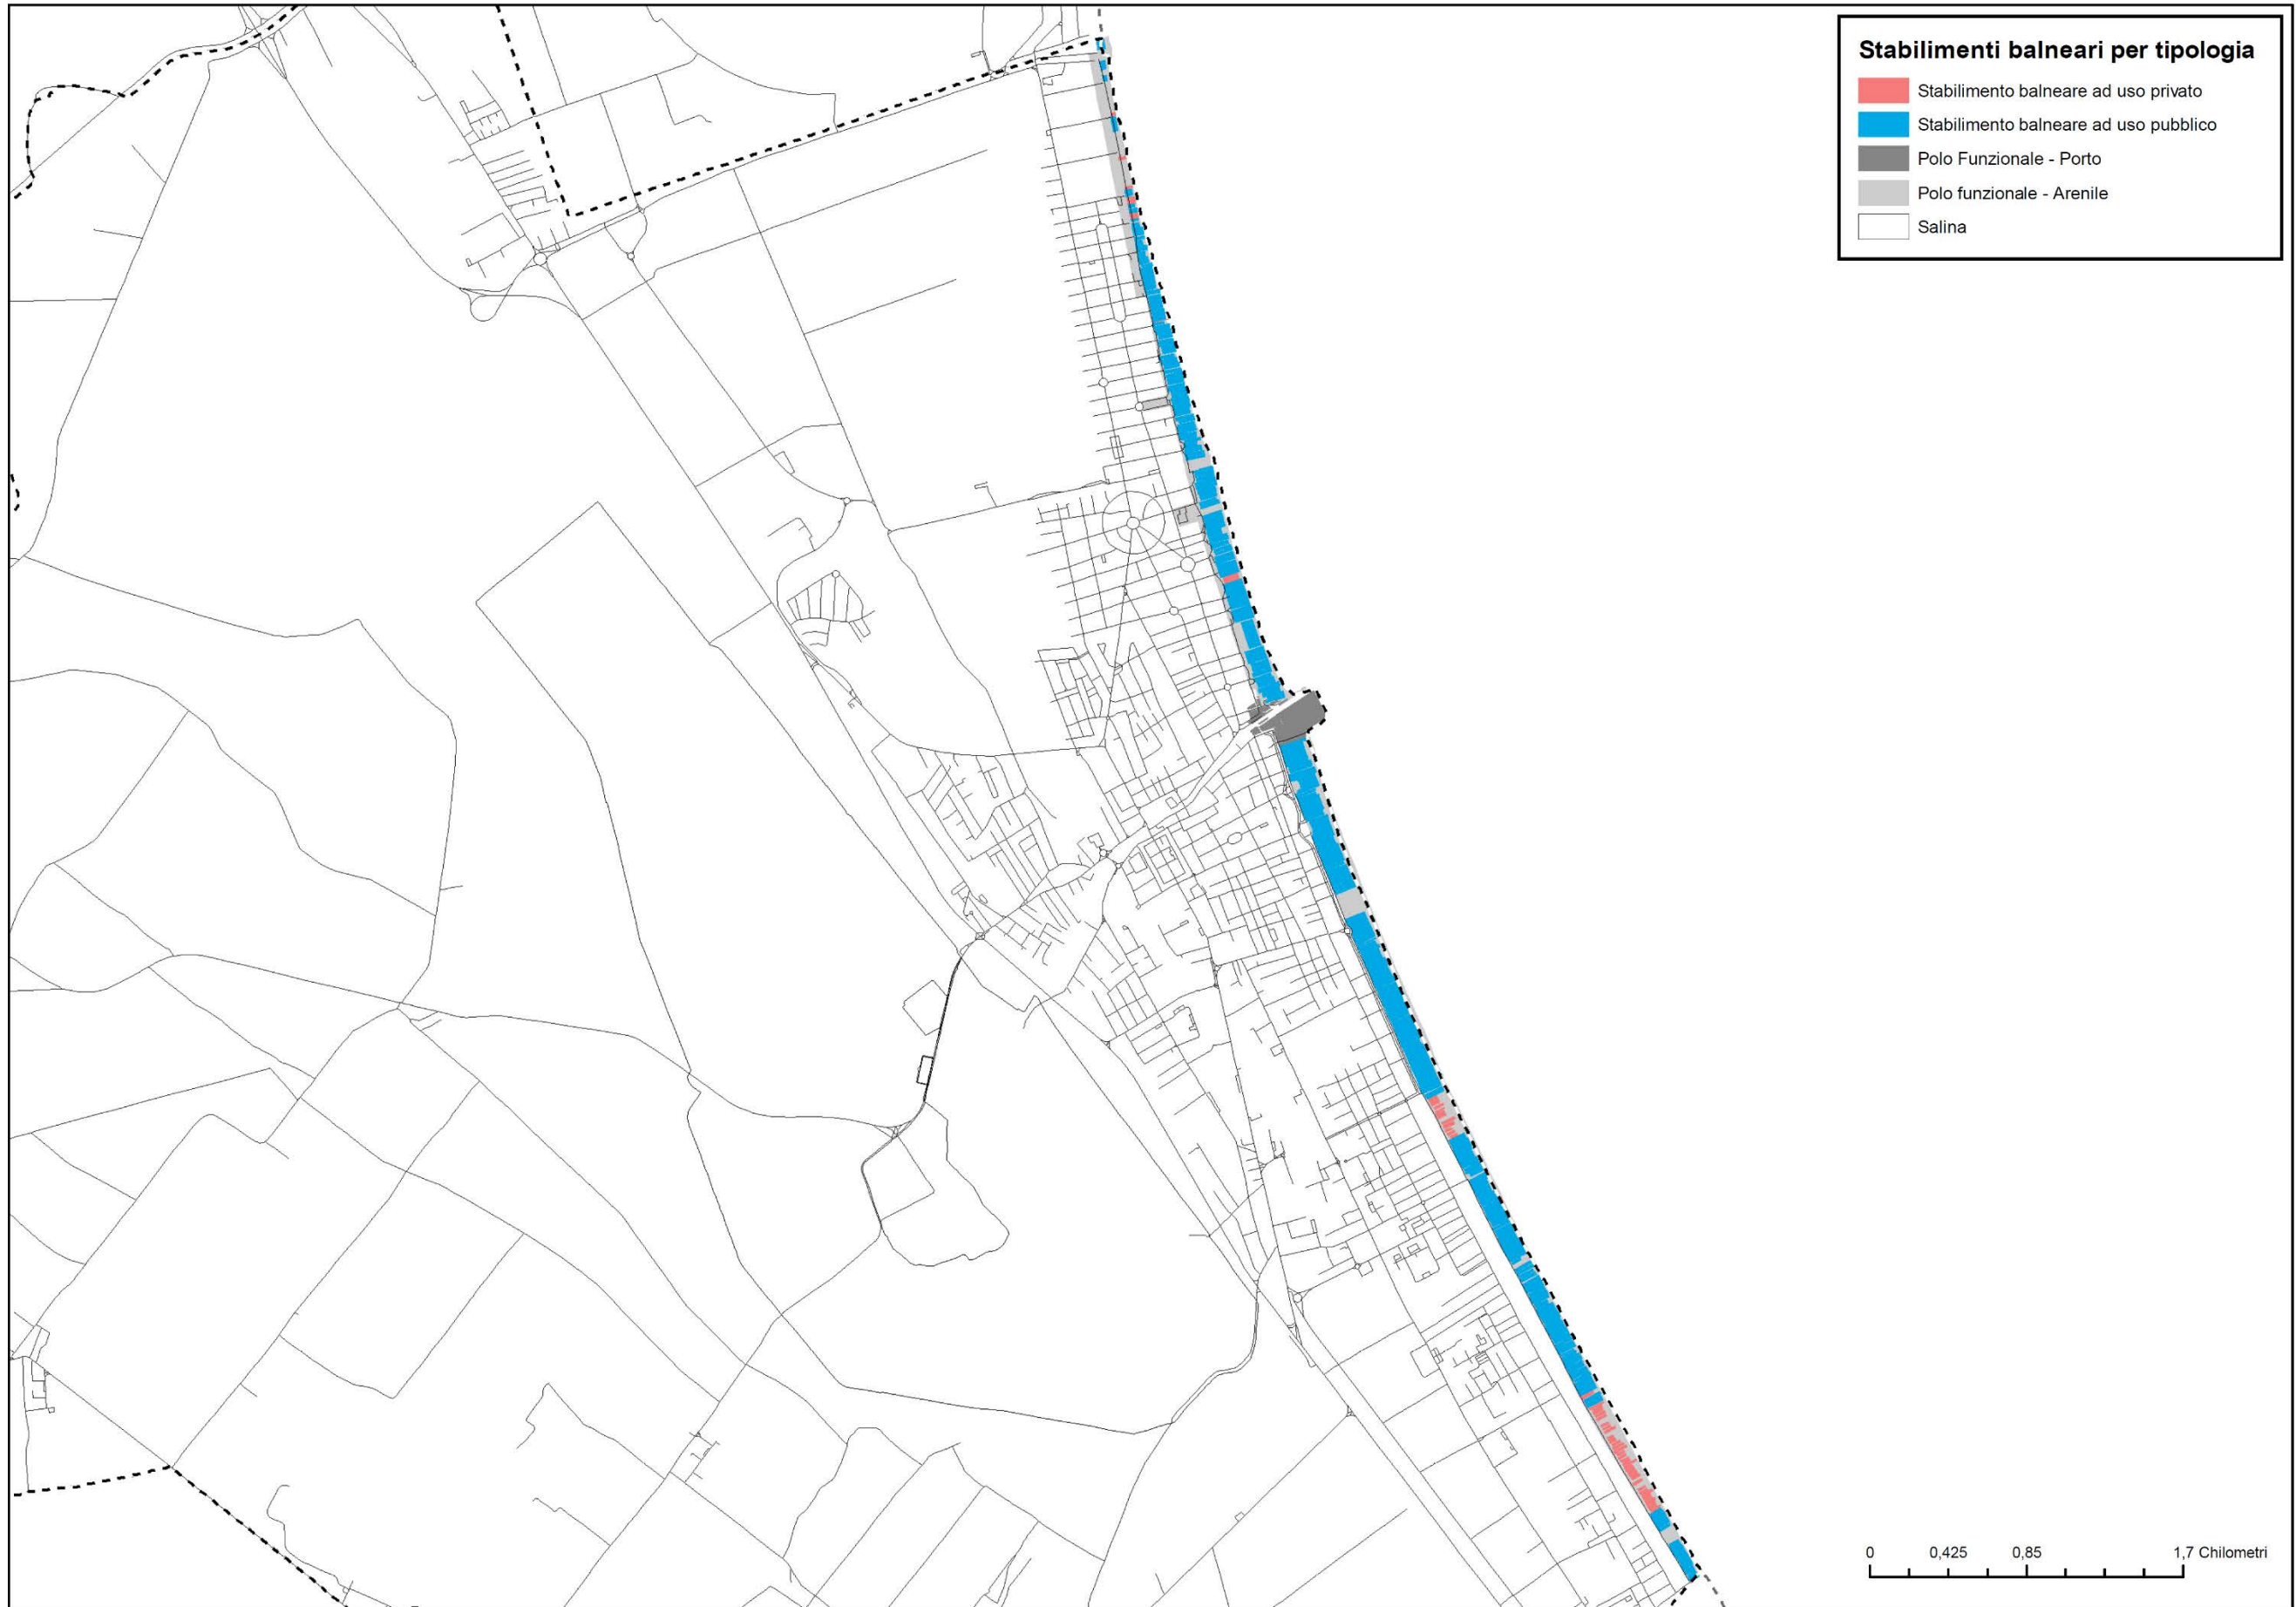 Stabilimenti balneari per tipologia
Stabilimento balneare ad uso privato
Stabilimento balneare ad uso pubblico
Polo Funzionale - Porto
Polo funzionale - Arenile
Salina
0 0,425 0,85 1,7 Chilometri